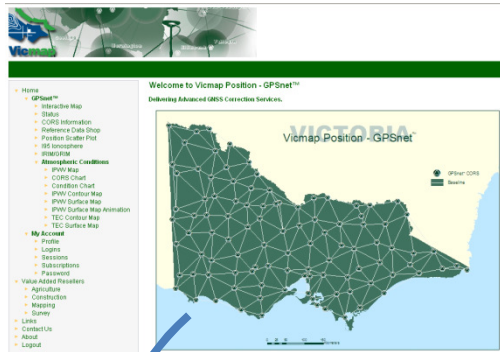 Vicmap
Welcome to Vicmap Position - GPSnet™
Delivering Advanced GNSS Correction Services.
Home
GPSnet™
Interactive Map
Status
CORS Information
Reference Data Shop
Position Scatter Plot
I95 Ionosphere
IRIM/GRIM
Atmospheric Conditions
IPWV Map
CORS Chart
Condition Chart
IPWV Contour Map
IPWV Surface Map
IPWV Surface Map Animation
TEC Contour Map
TEC Surface Map
My Account
Profile
Logins
Sessions
Subscriptions
Password
Value Added Resellers
Agriculture
Construction
Mapping
Survey
Links
Contact Us
About
Logout
VICTORIA
Vicmap Position - GPSnet™
GPSnet CORS
Baseline